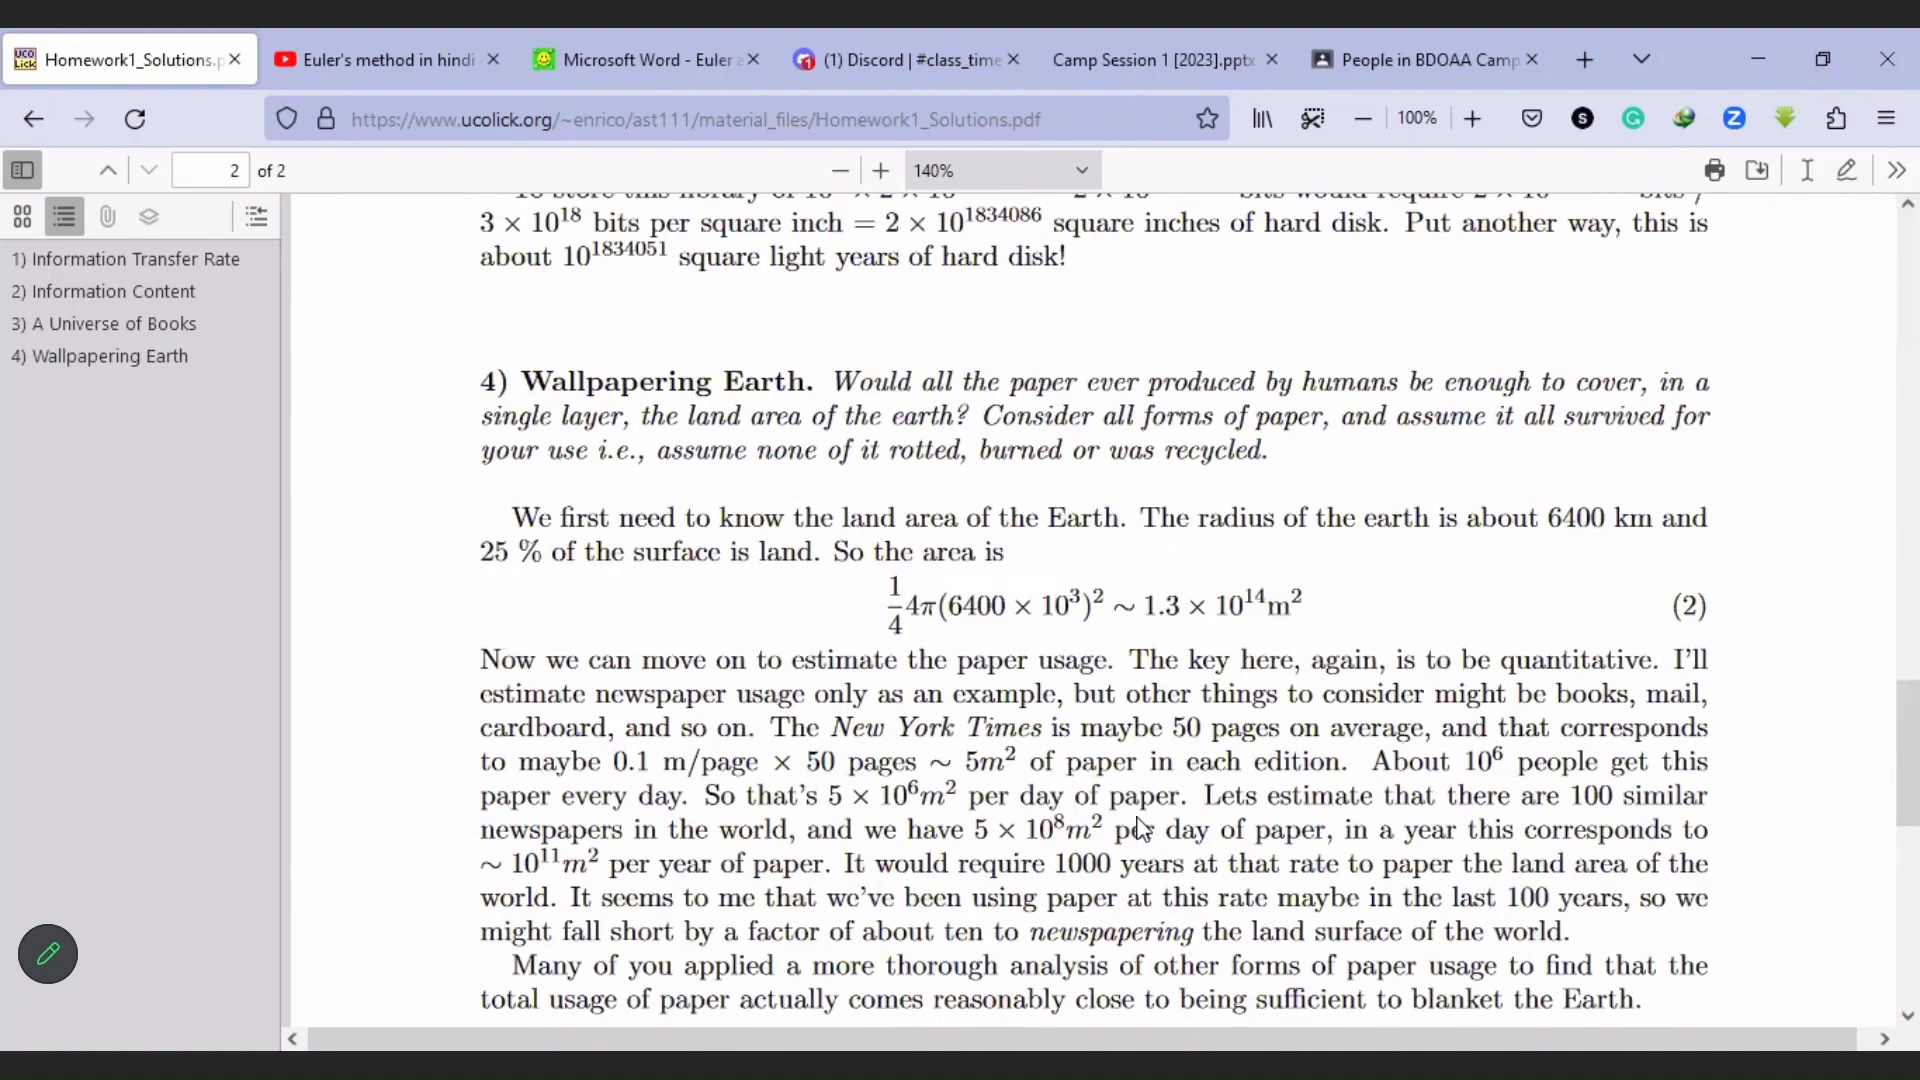 Homework1_Solutions.p
Euler's method in hindi
Microsoft Word - Euler a
(1) Discord | #class_time
Camp Session 1 [2023].pptx
People in BDOAA Camp
https://www.ucolick.org/~enrico/ast111/material_files/Homework1_Solutions.pdf
100%
2 of 2
140%
1) Information Transfer Rate
2) Information Content
3) A Universe of Books
4) Wallpapering Earth
3 × 10^18 bits per square inch = 2 × 10^1834086 square inches of hard disk. Put another way, this is
about 10^1834051 square light years of hard disk!
4) Wallpapering Earth. Would all the paper ever produced by humans be enough to cover, in a
single layer, the land area of the earth? Consider all forms of paper, and assume it all survived for
your use i.e., assume none of it rotted, burned or was recycled.
We first need to know the land area of the Earth. The radius of the earth is about 6400 km and
25 % of the surface is land. So the area is
1/4 4π(6400 × 10^3)^2 ∼ 1.3 × 10^14 m^2 (2)
Now we can move on to estimate the paper usage. The key here, again, is to be quantitative. I'll
estimate newspaper usage only as an example, but other things to consider might be books, mail,
cardboard, and so on. The New York Times is maybe 50 pages on average, and that corresponds
to maybe 0.1 m/page × 50 pages ∼ 5m^2 of paper in each edition. About 10^6 people get this
paper every day. So that's 5 × 10^6 m^2 per day of paper. Lets estimate that there are 100 similar
newspapers in the world, and we have 5 × 10^8 m^2 per day of paper, in a year this corresponds to
∼ 10^11 m^2 per year of paper. It would require 1000 years at that rate to paper the land area of the
world. It seems to me that we've been using paper at this rate maybe in the last 100 years, so we
might fall short by a factor of about ten to newspapering the land surface of the world.
Many of you applied a more thorough analysis of other forms of paper usage to find that the
total usage of paper actually comes reasonably close to being sufficient to blanket the Earth.